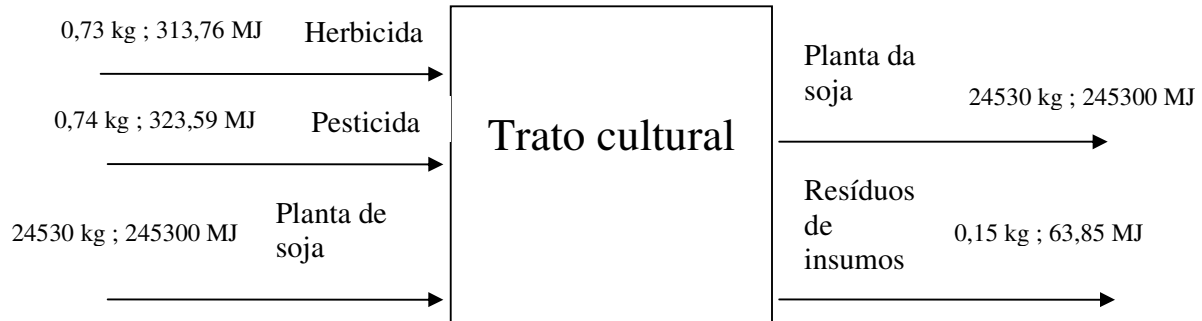 0,73 kg ; 313,76 MJ Herbicida
0,74 kg ; 323,59 MJ Pesticida
24530 kg ; 245300 MJ
Planta de
soja
Trato cultural
Planta da
soja
24530 kg ; 245300 MJ
Resíduos
de
insumos
0,15 kg ; 63,85 MJ